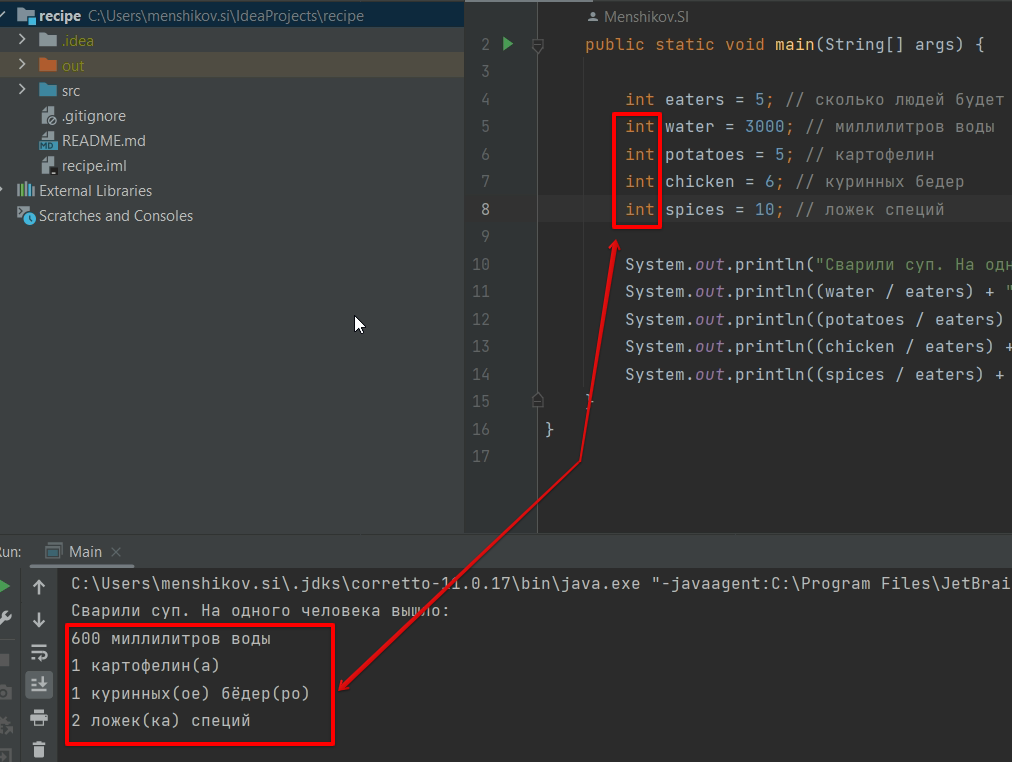 recipe C:\Users\menshikov.si\IdeaProjects\recipe
.idea
out
src
.gitignore
README.md
recipe.iml
External Libraries
Scratches and Consoles
Menshikov.SI
2 public static void main(String[] args) {
3
4 int eaters = 5; // сколько людей будет
5 int water = 3000; // миллилитров воды
6 int potatoes = 5; // картофелин
7 int chicken = 6; // куринных бедер
8 int spices = 10; // ложек специй
9
10 System.out.println("Сварили суп. На одн
11 System.out.println((water / eaters) + "
12 System.out.println((potatoes / eaters)
13 System.out.println((chicken / eaters) +
14 System.out.println((spices / eaters) +
15 }
16 }
17
Run: Main
C:\Users\menshikov.si\.jdks\corretto-11.0.17\bin\java.exe "-javaagent:C:\Program Files\JetBrai
Сварили суп. На одного человека вышло:
600 миллилитров воды
1 картофелин(а)
1 куринных(ое) бёдер(ро)
2 ложек(ка) специй